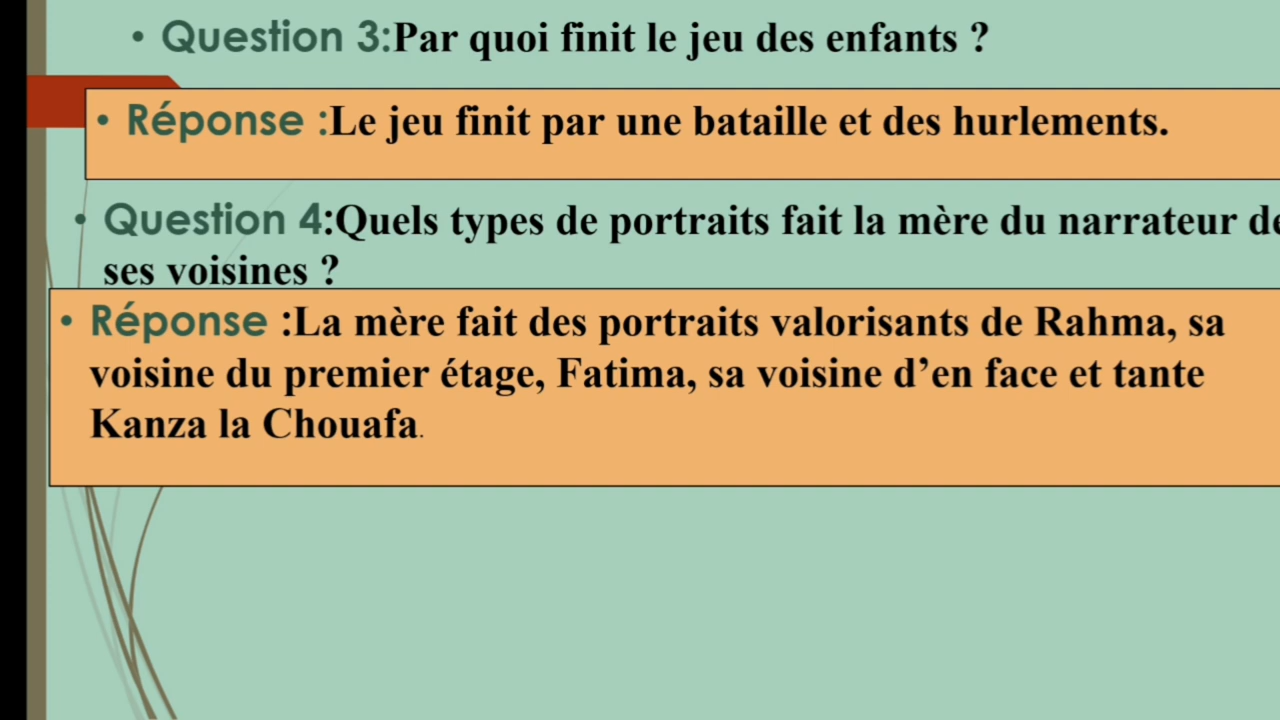 • Question 3:Par quoi finit le jeu des enfants ?
• Réponse :Le jeu finit par une bataille et des hurlements.
• Question 4:Quels types de portraits fait la mère du narrateur de
ses voisines ?
• Réponse :La mère fait des portraits valorisants de Rahma, sa
voisine du premier étage, Fatima, sa voisine d’en face et tante
Kanza la Chouafa.